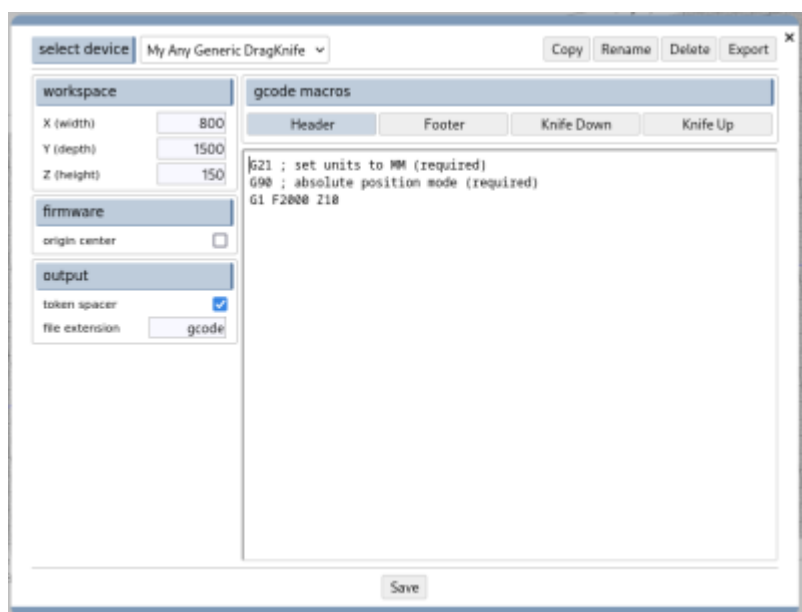 select device My Any Generic DragKnife Copy Rename Delete Export
workspace
X (width) 800
Y (depth) 1500
Z (height) 150
firmware
origin center
output
token spacer
file extension gcode
gcode macros
Header Footer Knife Down Knife Up
G21 ; set units to MM (required)
G90 ; absolute position mode (required)
G1 F2000 Z10
Save